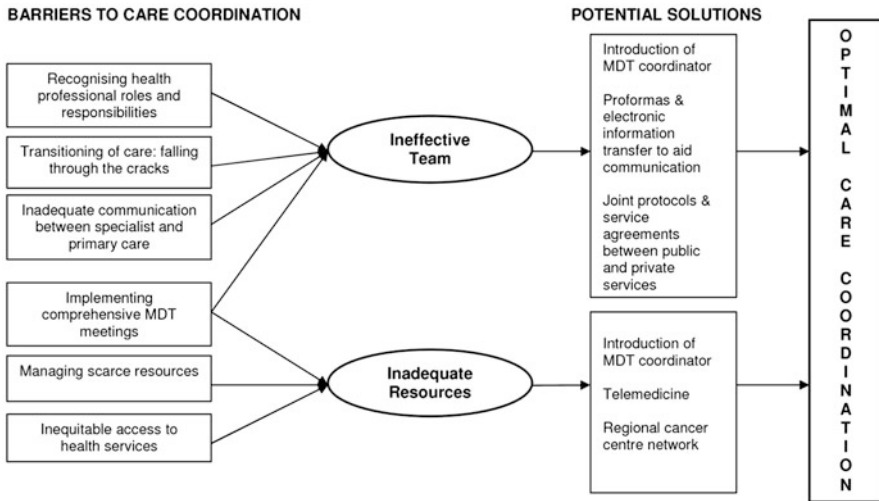 BARRIERS TO CARE COORDINATION
POTENTIAL SOLUTIONS
Recognising health
professional roles and
responsibilities
Transitioning of care: falling
through the cracks
Inadequate communication
between specialist and
primary care
Implementing
comprehensive MDT
meetings
Managing scarce resources
Inequitable access to
health services
Ineffective
Team
Inadequate
Resources
Introduction of
MDT coordinator
Proformas &
electronic
information
transfer to aid
communication
Joint protocols &
service
agreements
between public
and private
services
Introduction of
MDT coordinator
Telemedicine
Regional cancer
centre network
OPTIMAL CARE COORDINATION